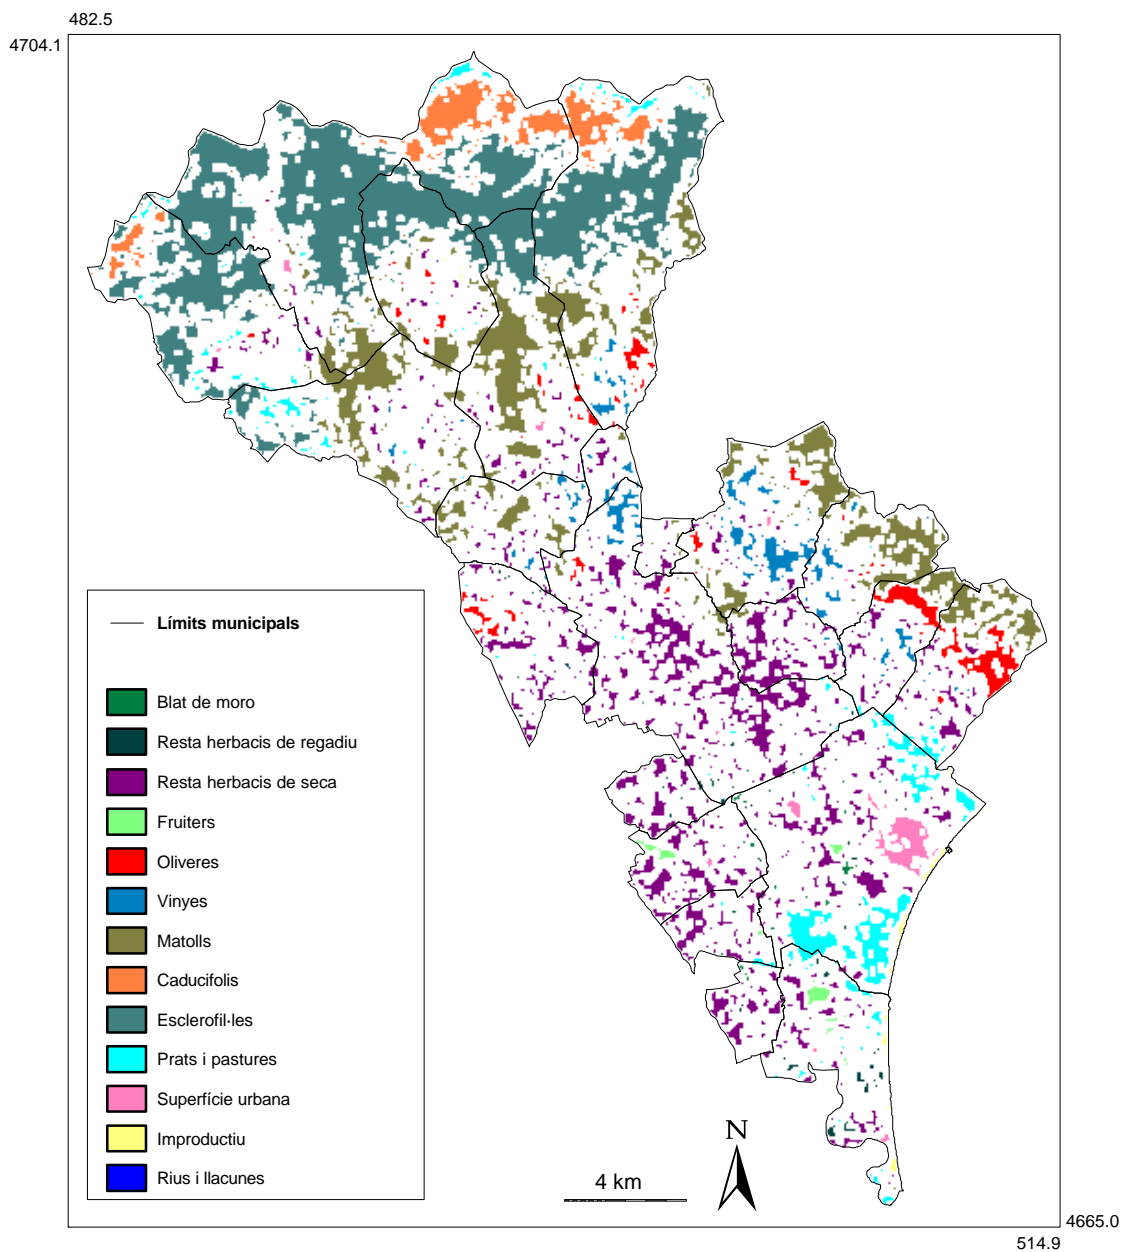 482.5
4704.1
Límits municipals
Blat de moro
Resta herbacis de regadiu
Resta herbacis de seca
Fruiters
Oliveres
Vinyes
Matolls
Caducifolis
Esclerofil·les
Prats i pastures
Superfície urbana
Improductiu
Rius i llacunes
N
4 km
4665.0
514.9